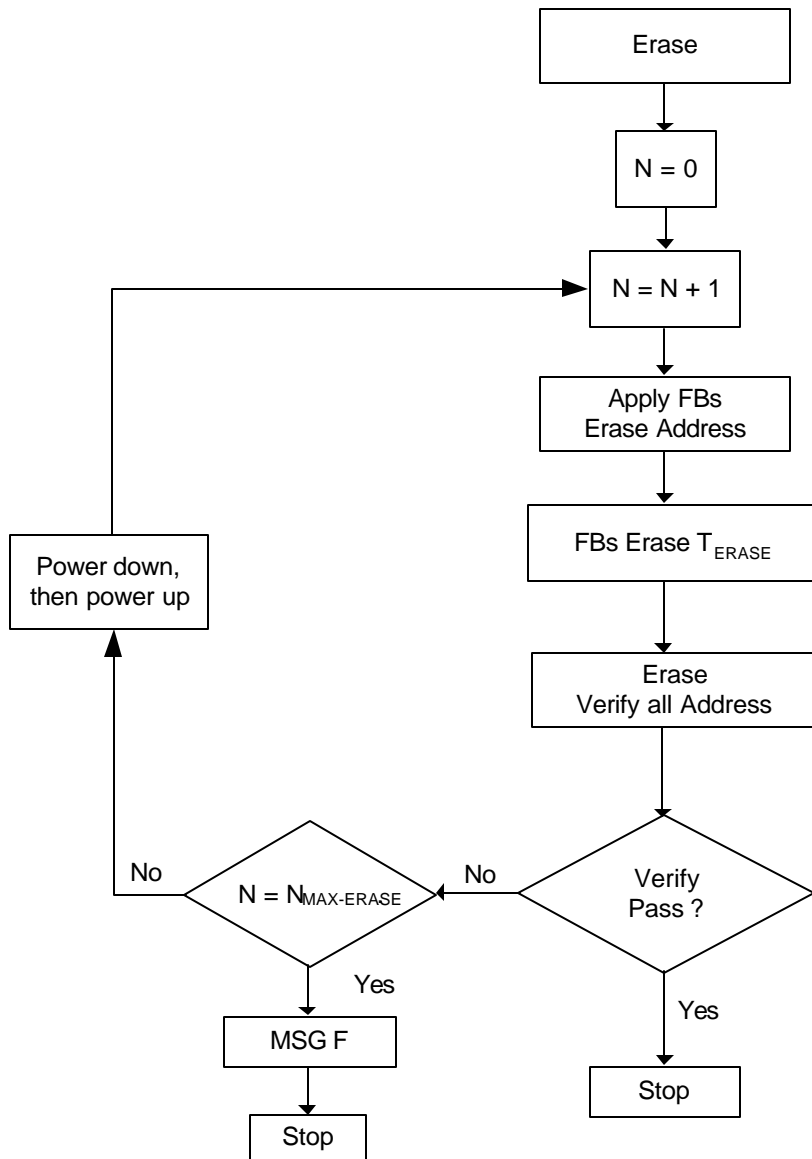 Erase
N = 0
N = N + 1
Apply FBs
Erase Address
FBs Erase TERASE
Power down,
then power up
Erase
Verify all Address
No
N = NMAX-ERASE
No
Verify
Pass ?
Yes
Yes
MSG F
Stop
Stop